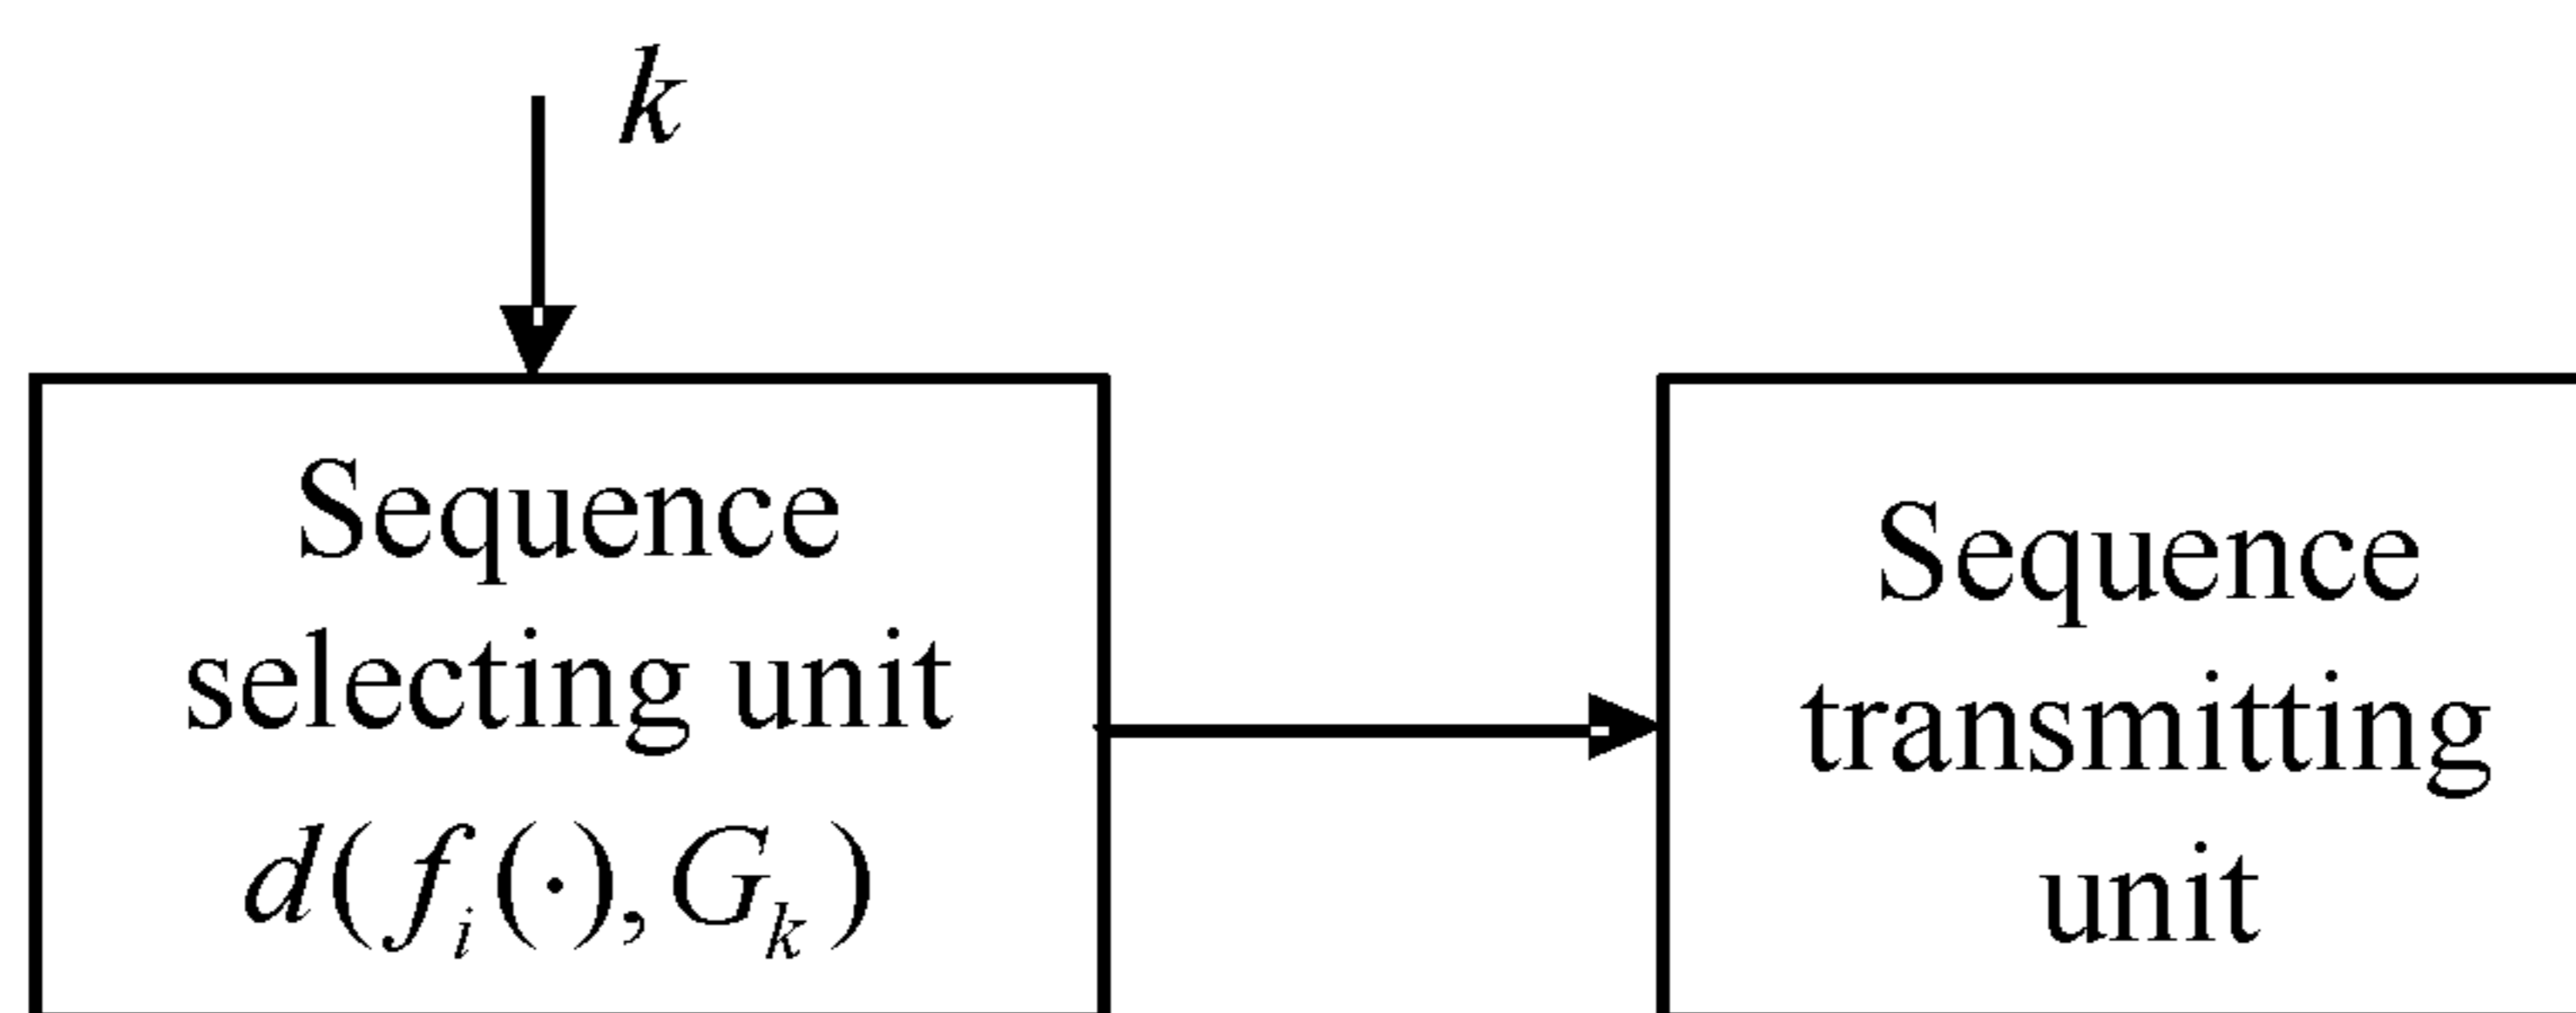 k
Sequence
selecting unit
d(f_i(·), G_k)
Sequence
transmitting
unit